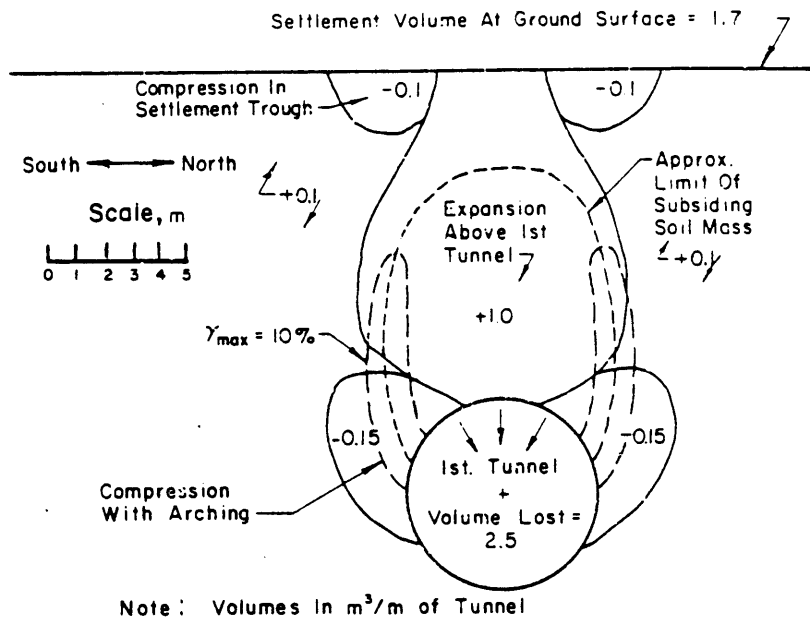 Settlement Volume At Ground Surface = 1.7
Compression In
Settlement Trough
-0.1
-0.1
South
North
+0.1
Scale, m
0 1 2 3 4 5
Expansion
Above 1st
Tunnel
Approx.
Limit Of
Subsiding
Soil Mass
+0.1
+1.0
γmax = 10%
-0.15
-0.15
1st. Tunnel
+
Volume Lost =
2.5
Compression
With Arching
Note : Volumes In m³/m of Tunnel